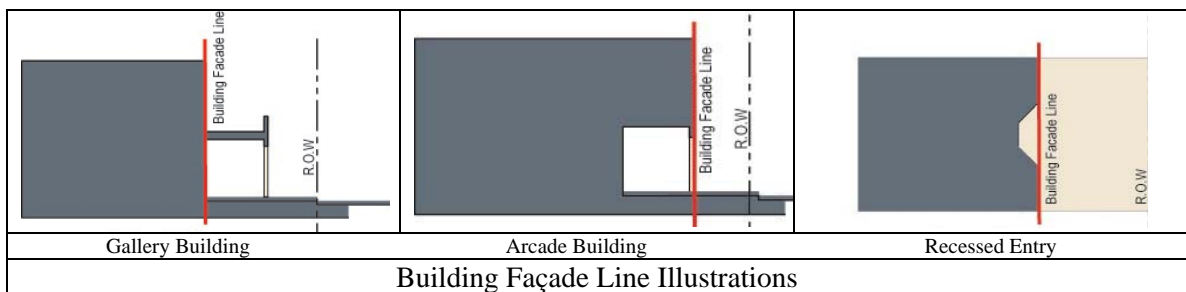 Building Facade Line
R.O.W
Building Facade Line
R.O.W
Building Facade Line
R.O.W
Gallery Building
Arcade Building
Recessed Entry
Building Façade Line Illustrations